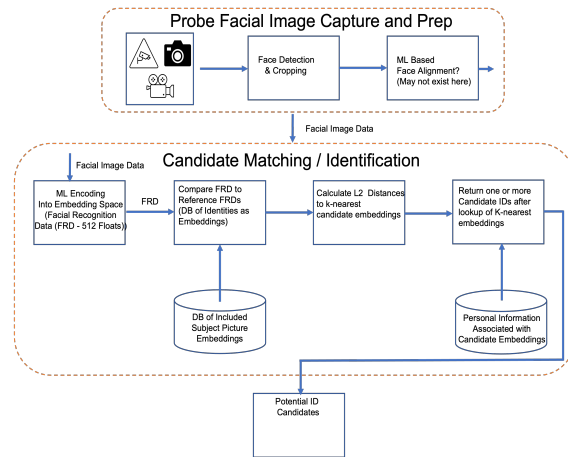 Probe Facial Image Capture and Prep
Face Detection
& Cropping
ML Based
Face Alignment?
(May not exist here)
Facial Image Data
Candidate Matching / Identification
Facial Image Data
ML Encoding
Into Embedding Space
(Facial Recognition
Data (FRD - 512 Floats))
FRD
Compare FRD to
Reference FRDs
(DB of Identities as
Embeddings)
Calculate L2 Distances
to k-nearest
candidate embeddings
Return one or more
Candidate IDs after
lookup of K-nearest
embeddings
DB of Included
Subject Picture
Embeddings
Personal Information
Associated with
Candidate Embeddings
Potential ID
Candidates